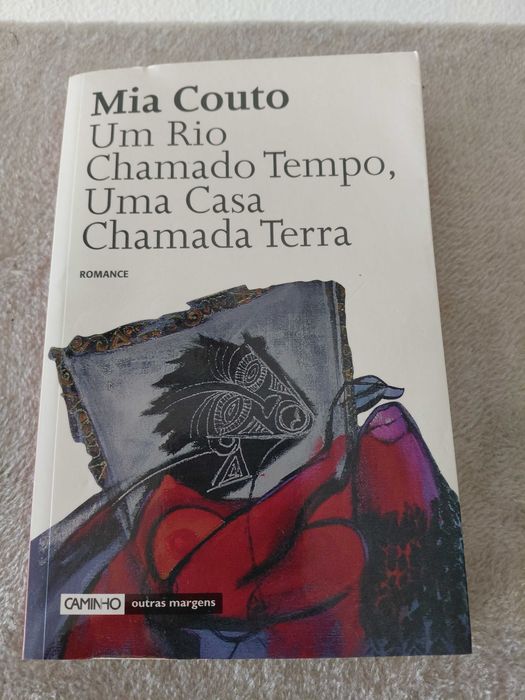 Mia Couto
Um Rio
Chamado Tempo,
Uma Casa
Chamada Terra
ROMANCE
CAMINHO outras margens